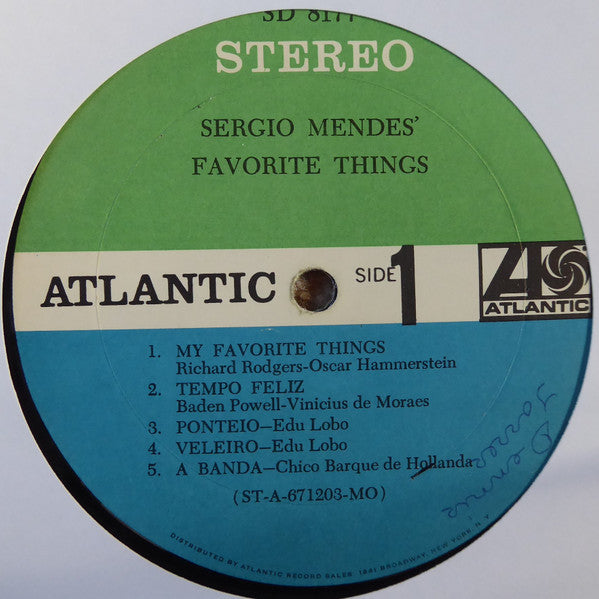 SD 8177
STEREO
SERGIO MENDES'
FAVORITE THINGS
ATLANTIC
SIDE 1
ATLANTIC
1. MY FAVORITE THINGS
Richard Rodgers-Oscar Hammerstein
2. TEMPO FELIZ
Baden Powell-Vinicius de Moraes
3. PONTEIO—Edu Lobo
4. VELEIRO—Edu Lobo
5. A BANDA—Chico Barque de Hollanda
(ST-A-671203-MO)
Dennis
DISTRIBUTED BY ATLANTIC RECORD SALES 1841 BROADWAY, NEW YORK, N.Y.